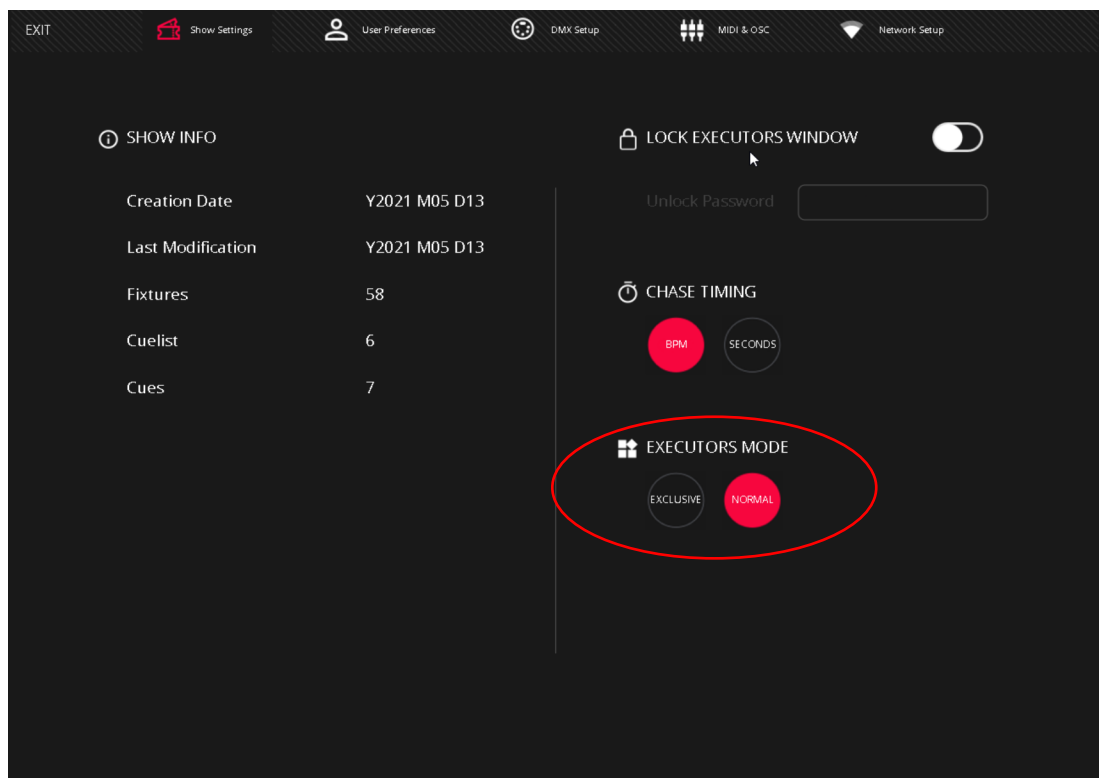 EXIT
Show Settings
User Preferences
DMX Setup
MIDI & OSC
Network Setup
SHOW INFO
Creation Date Y2021 M05 D13
Last Modification Y2021 M05 D13
Fixtures 58
Cuelist 6
Cues 7
LOCK EXECUTORS WINDOW
Unlock Password
CHASE TIMING
BPM SECONDS
EXECUTORS MODE
EXCLUSIVE NORMAL